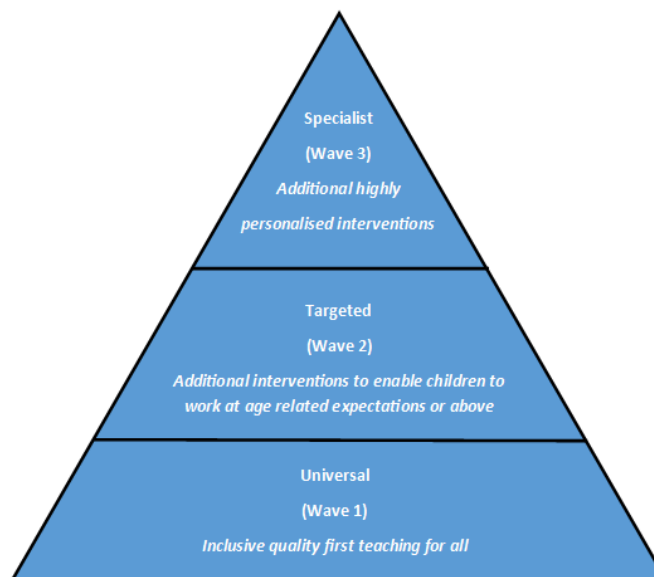 Specialist
(Wave 3)
Additional highly
personalised interventions
Targeted
(Wave 2)
Additional interventions to enable children to
work at age related expectations or above
Universal
(Wave 1)
Inclusive quality first teaching for all